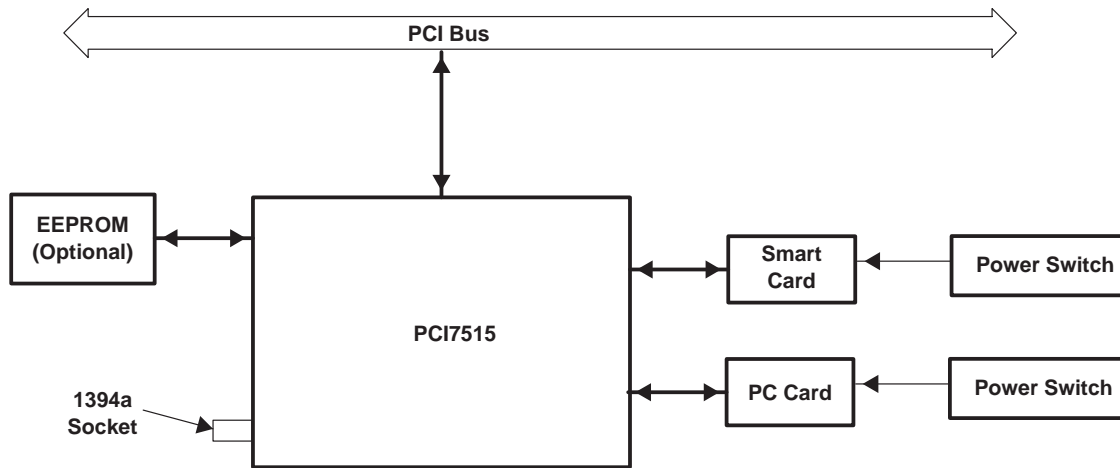 PCI Bus
EEPROM
(Optional)
Smart
Card
Power Switch
PCI7515
PC Card
Power Switch
1394a
Socket